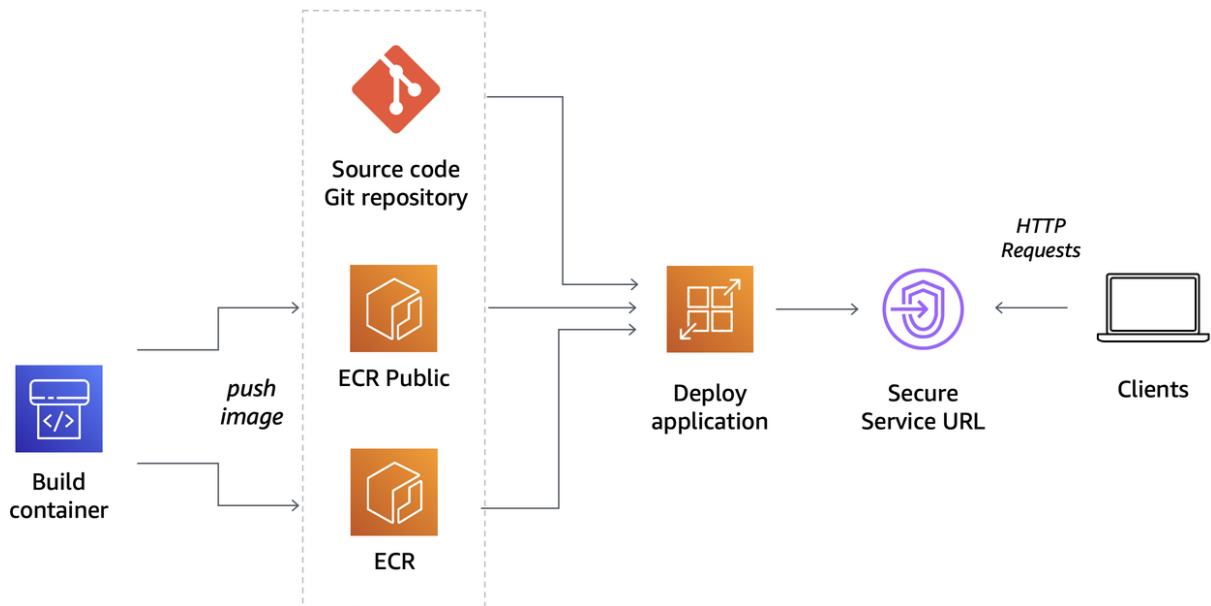 Source code
Git repository
HTTP
Requests
ECR Public
push
image
Deploy
application
Secure
Service URL
Clients
</>
Build
container
ECR